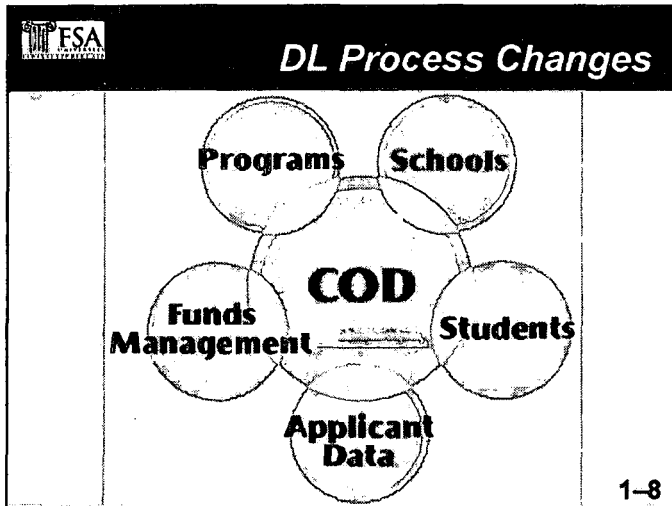 FSA
DL Process Changes
Programs
Schools
COD
Funds
Management
Students
Applicant
Data
1–8